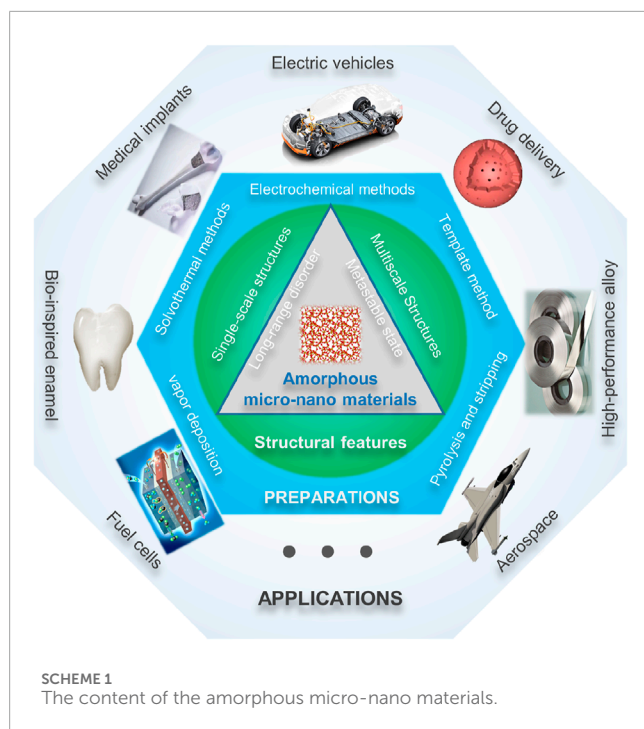 Electric vehicles
Medical implants
Drug delivery
Electrochemical methods
Solvothermal methods
Template method
Single-scale structures
Long-range disorder
Metastable state
Multiscale Structures
Bio-inspired enamel
High-performance alloy
Amorphous
micro-nano materials
vapor deposition
Pyrolysis and stripping
Structural features
PREPARATIONS
Fuel cells
Aerospace
APPLICATIONS
SCHEME 1
The content of the amorphous micro-nano materials.